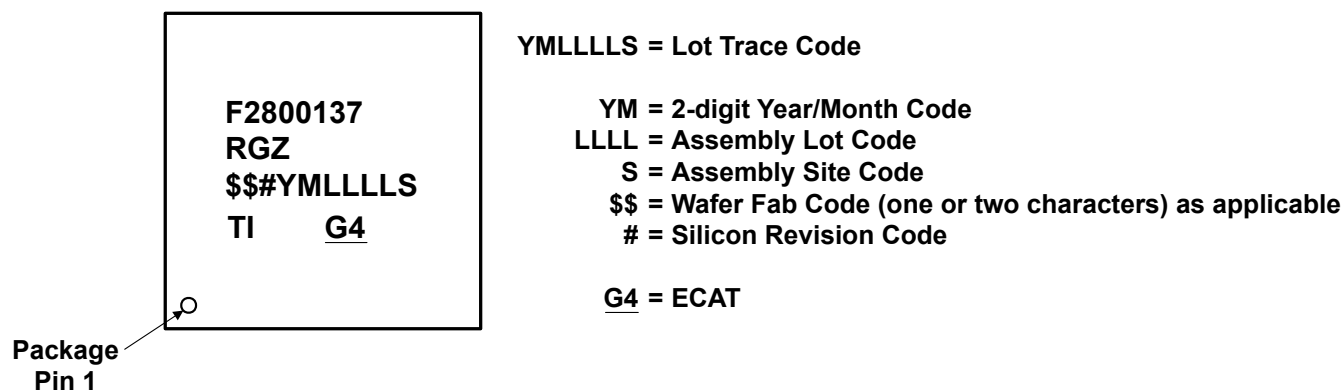 F2800137
RGZ
$$#YMLLLLS
TI G4
Package
Pin 1
YMLLLLS = Lot Trace Code
YM = 2-digit Year/Month Code
LLLL = Assembly Lot Code
S = Assembly Site Code
$$ = Wafer Fab Code (one or two characters) as applicable
# = Silicon Revision Code
G4 = ECAT